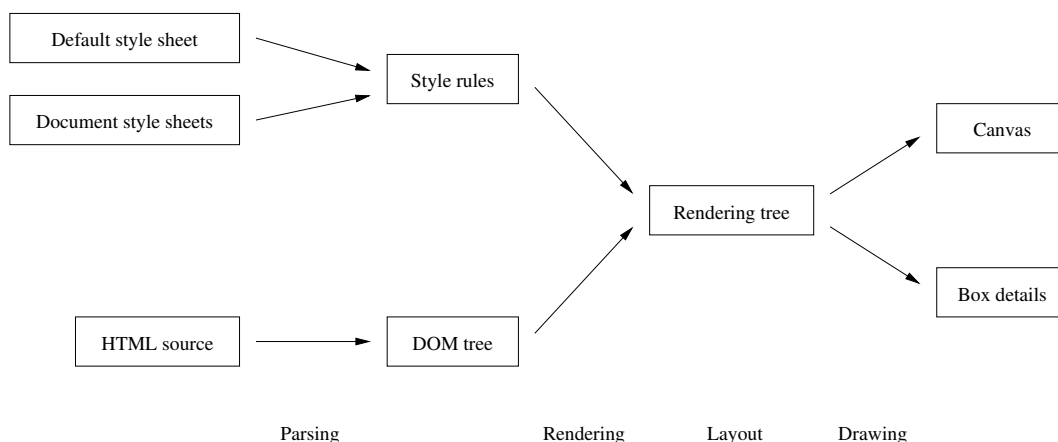 Default style sheet
Document style sheets
Style rules
Rendering tree
Canvas
Box details
HTML source
DOM tree
Parsing
Rendering
Layout
Drawing